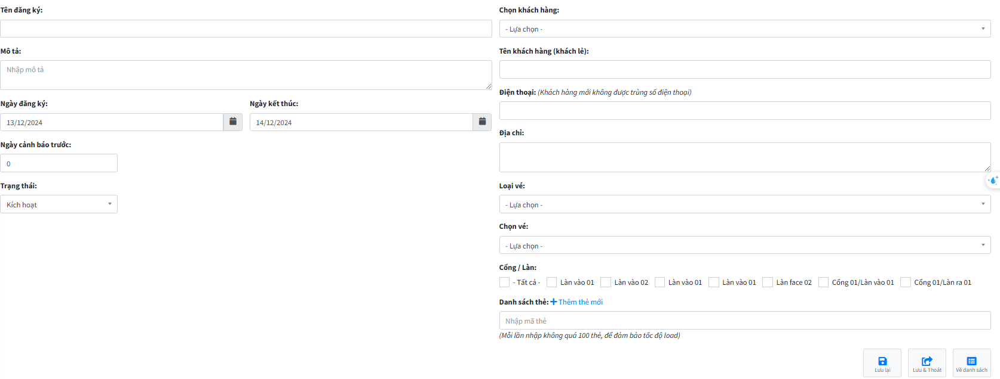 Tên đăng ký:
Mô tả:
Nhập mô tả
Ngày đăng ký:
Ngày kết thúc:
13/12/2024
14/12/2024
Ngày cảnh báo trước:
0
Trạng thái:
Kích hoạt
Chọn khách hàng:
- Lựa chọn -
Tên khách hàng (khách lẻ):
Điện thoại: (Khách hàng mới không được trùng số điện thoại)
Địa chỉ:
Loại vé:
- Lựa chọn -
Chọn vé:
- Lựa chọn -
Cổng / Làn:
- Tất cả - Làn vào 01 Làn vào 02 Làn vào 01 Làn vào 01 Làn face 02 Cổng 01/Làn vào 01 Cổng 01/Làn ra 01
Danh sách thẻ: Thêm thẻ mới
Nhập mã thẻ
(Mỗi lần nhập không quá 100 thẻ, để đảm bảo tốc độ load)
Lưu lại
Lưu & Thoát
Về danh sách